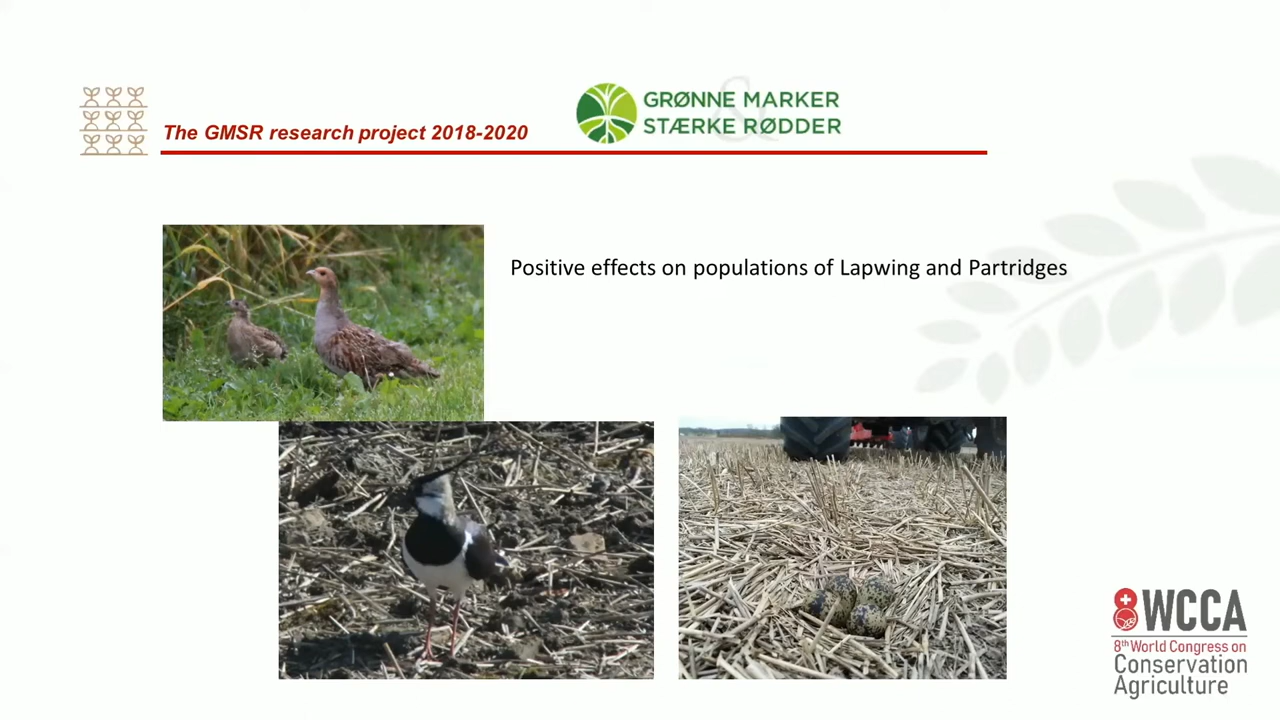 The GMSR research project 2018-2020
GRØNNE MARKER
&
STÆRKE RØDDER
Positive effects on populations of Lapwing and Partridges
8 WCCA
8th World Congress on
Conservation
Agriculture